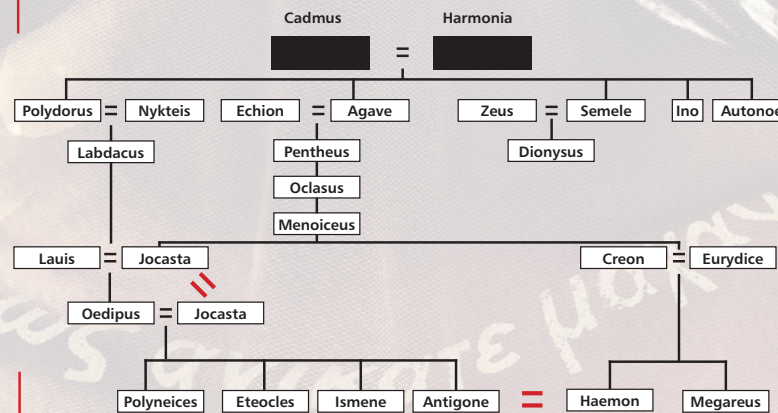 Cadmus Harmonia
=
Polydorus = Nykteis Echion = Agave Zeus = Semele Ino Autonoe
Labdacus Pentheus Dionysus
Oclasus
Menoiceus
Lauis = Jocasta Creon = Eurydice
Oedipus = Jocasta
Polyneices Eteocles Ismene Antigone = Haemon Megareus